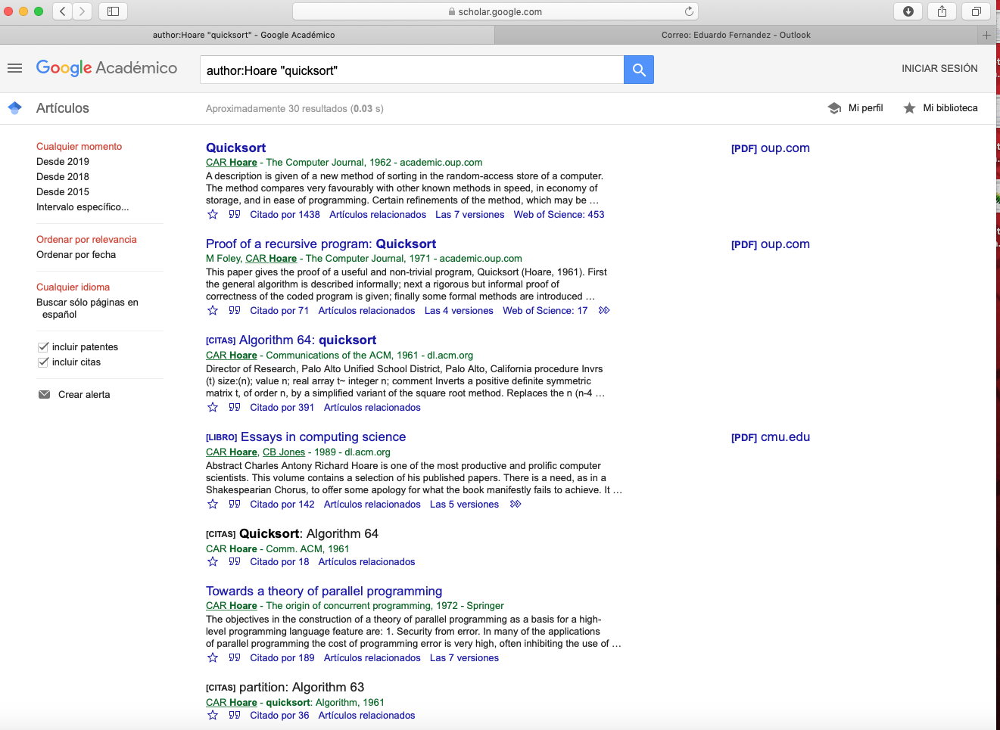 scholar.google.com
author:Hoare "quicksort" - Google Académico
Correo: Eduardo Fernandez - Outlook
Google Académico
author:Hoare "quicksort"
INICIAR SESIÓN
Artículos
Aproximadamente 30 resultados (0.03 s)
Mi perfil
Mi biblioteca
Cualquier momento
Desde 2019
Desde 2018
Desde 2015
Intervalo específico...
Ordenar por relevancia
Ordenar por fecha
Cualquier idioma
Buscar sólo páginas en
español
incluir patentes
incluir citas
Crear alerta
Quicksort
[PDF] oup.com
CAR Hoare - The Computer Journal, 1962 - academic.oup.com
A description is given of a new method of sorting in the random-access store of a computer.
The method compares very favourably with other known methods in speed, in economy of
storage, and in ease of programming. Certain refinements of the method, which may be …
Citado por 1438 Artículos relacionados Las 7 versiones Web of Science: 453
Proof of a recursive program: Quicksort
[PDF] oup.com
M Foley, CAR Hoare - The Computer Journal, 1971 - academic.oup.com
This paper gives the proof of a useful and non-trivial program, Quicksort (Hoare, 1961). First
the general algorithm is described informally; next a rigorous but informal proof of
correctness of the coded program is given; finally some formal methods are introduced …
Citado por 71 Artículos relacionados Las 4 versiones Web of Science: 17
[CITAS] Algorithm 64: quicksort
CAR Hoare - Communications of the ACM, 1961 - dl.acm.org
Director of Research, Palo Alto Unified School District, Palo Alto, California procedure Invrs
(t) size:(n); value n; real array t~ integer n; comment Inverts a positive definite symmetric
matrix t, of order n, by a simplified variant of the square root method. Replaces the n (n-4 …
Citado por 391 Artículos relacionados
[LIBRO] Essays in computing science
[PDF] cmu.edu
CAR Hoare, CB Jones - 1989 - dl.acm.org
Abstract Charles Antony Richard Hoare is one of the most productive and prolific computer
scientists. This volume contains a selection of his published papers. There is a need, as in a
Shakespearian Chorus, to offer some apology for what the book manifestly fails to achieve. It …
Citado por 142 Artículos relacionados Las 5 versiones
[CITAS] Quicksort: Algorithm 64
CAR Hoare - Comm. ACM, 1961
Citado por 18 Artículos relacionados
Towards a theory of parallel programming
CAR Hoare - The origin of concurrent programming, 1972 - Springer
The objectives in the construction of a theory of parallel programming as a basis for a high-
level programming language feature are: 1. Security from error. In many of the applications
of parallel programming the cost of programming error is very high, often inhibiting the use of …
Citado por 189 Artículos relacionados Las 7 versiones
[CITAS] partition: Algorithm 63
CAR Hoare - quicksort: Algorithm, 1961
Citado por 36 Artículos relacionados